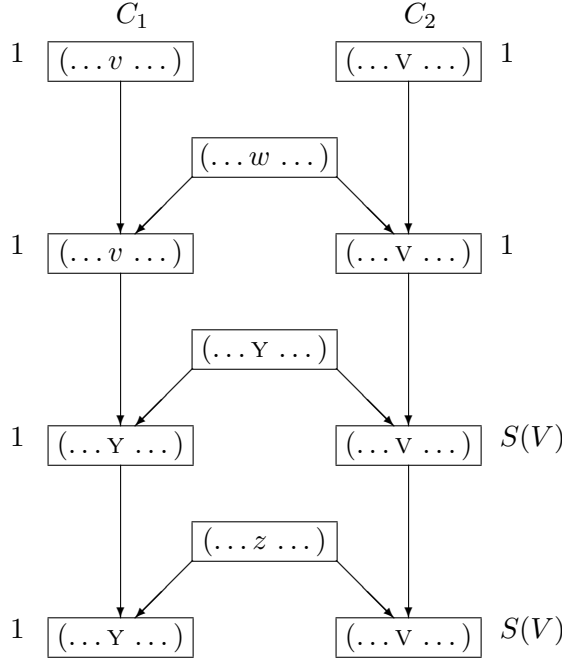 C₁ C₂
1 (... v ...) (... V ...) 1
(... w ...)
1 (... v ...) (... V ...) 1
(... Y ...)
1 (... Y ...) (... V ...) S(V)
(... z ...)
1 (... Y ...) (... V ...) S(V)